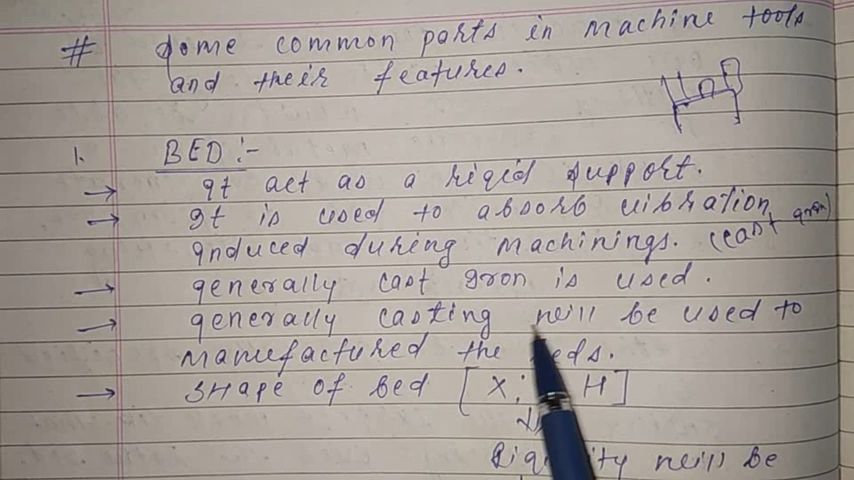 # Some common parts in machine tools
and their features.
1. BED :-
→ It act as a rigid support.
→ It is used to absorb vibration
induced during machinings. (cast iron)
→ generally cast iron is used.
→ generally casting will be used to
manufactured the beds.
→ SHAPE OF Bed [X, H]
will be